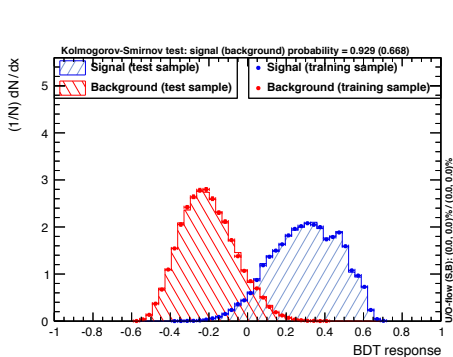 Kolmogorov-Smirnov test: signal (background) probability = 0.929 (0.668)
Signal (test sample)
Background (test sample)
Signal (training sample)
Background (training sample)
(1/N) dN/dx
5
4
3
2
1
0
-1 -0.8 -0.6 -0.4 -0.2 0 0.2 0.4 0.6 0.8 1
BDT response
U/O-flow (S,B): (0.0, 0.0)% / (0.0, 0.0)%